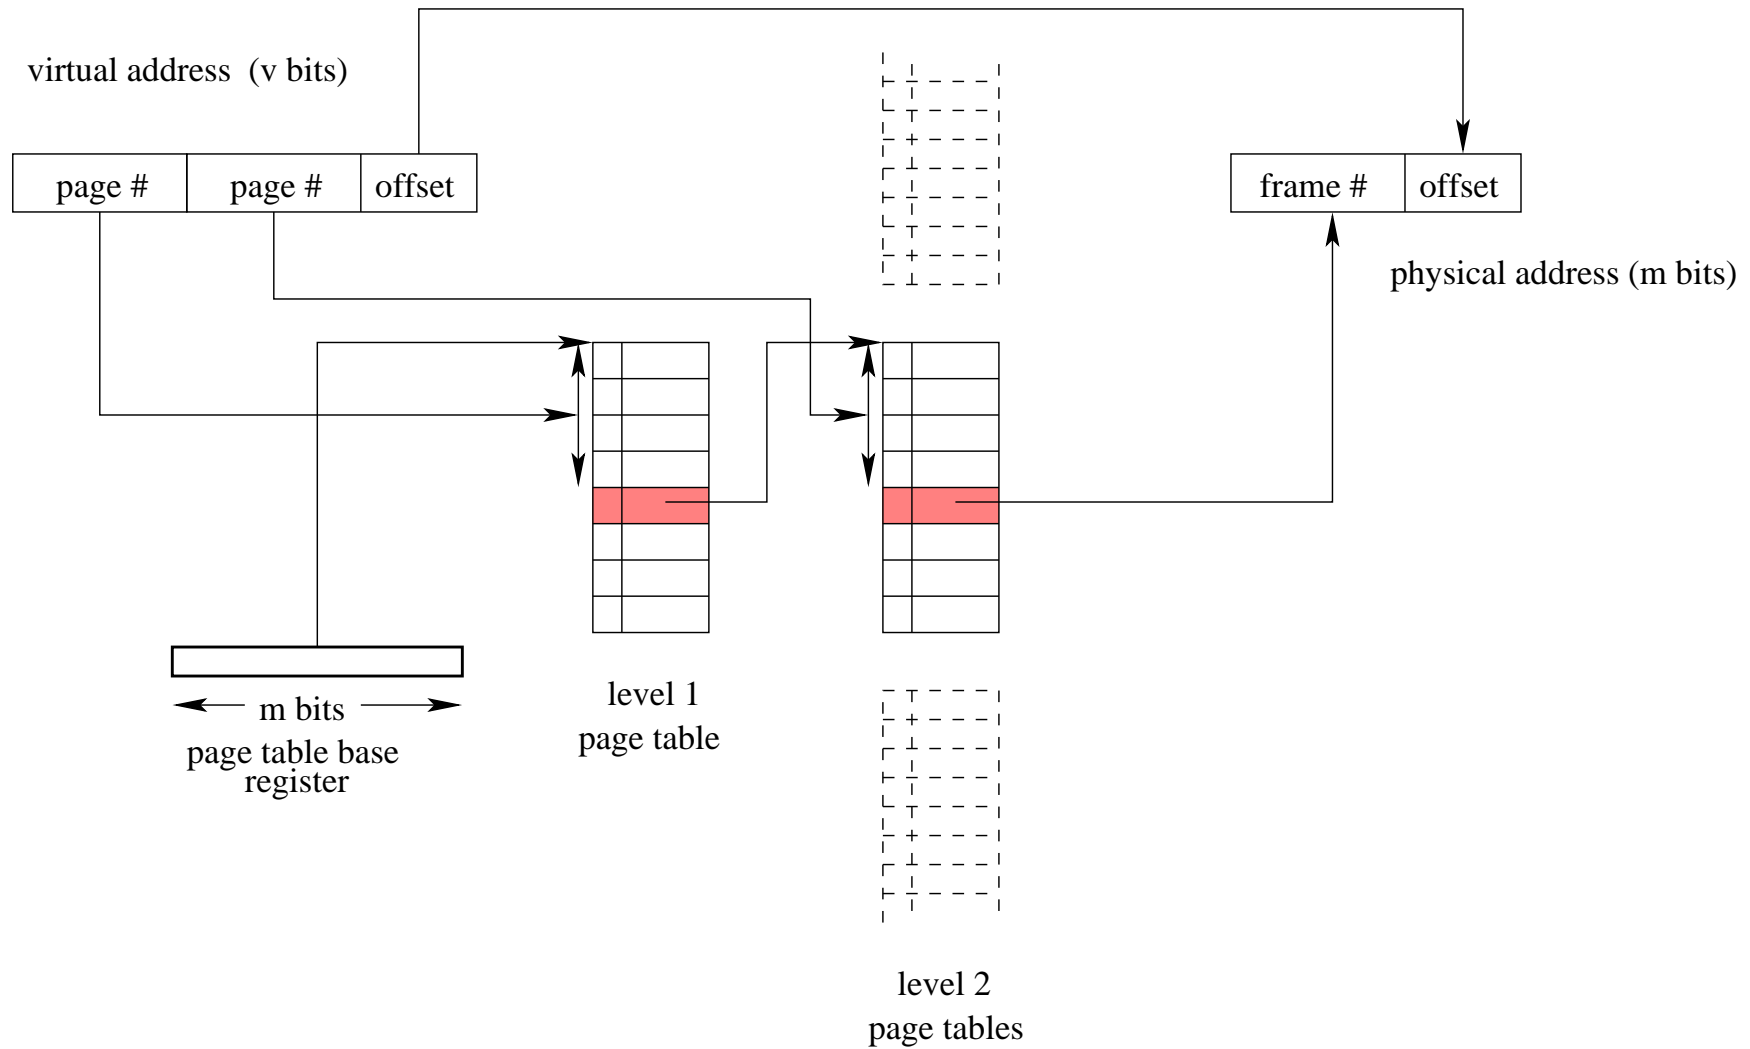 virtual address (v bits)
page #
page #
offset
frame #
offset
physical address (m bits)
m bits
page table base
register
level 1
page table
level 2
page tables